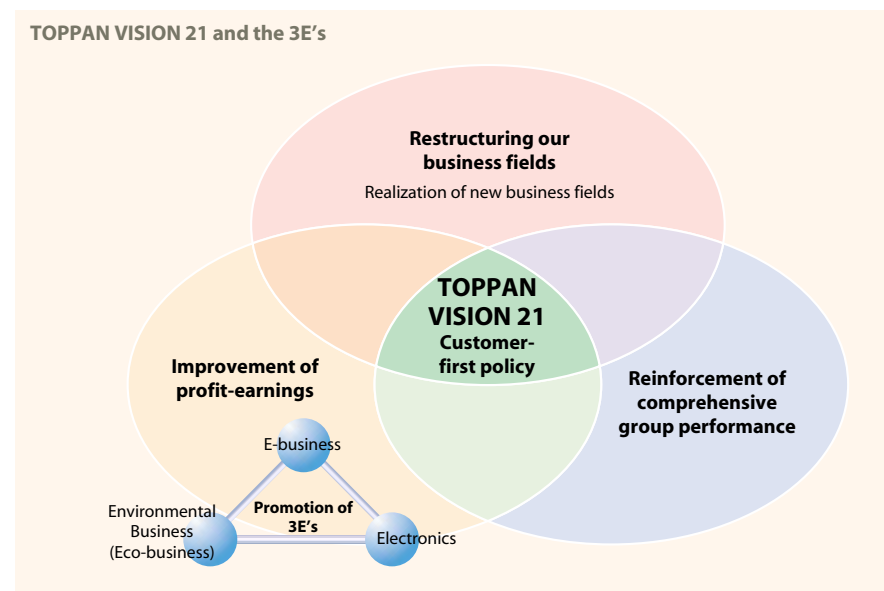 TOPPAN VISION 21 and the 3E's
Restructuring our
business fields
Realization of new business fields
TOPPAN
VISION 21
Customer-
first policy
Improvement of
profit-earnings
Reinforcement of
comprehensive
group performance
E-business
Promotion of
3E's
Environmental
Business
(Eco-business)
Electronics